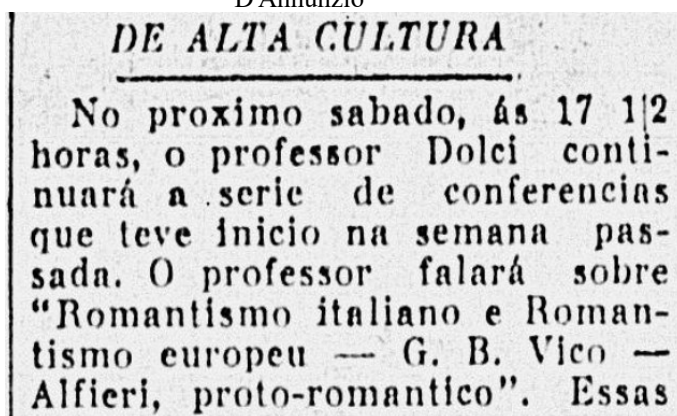 D'Annunzio
DE ALTA CULTURA
No proximo sabado, ás 17 1|2
horas, o professor Dolci conti-
nuará a serie de conferencias
que teve inicio na semana pas-
sada. O professor falará sobre
"Romantismo italiano e Roman-
tismo europeu — G. B. Vico —
Alfieri, proto-romantico". Essas